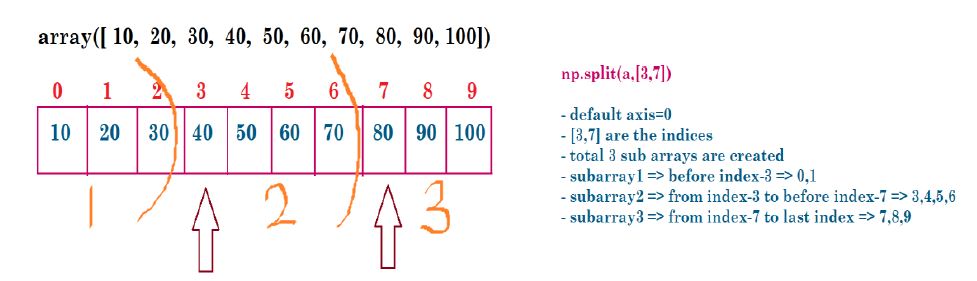 array([ 10, 20, 30, 40, 50, 60, 70, 80, 90, 100])
0 1 2 3 4 5 6 7 8 9
10 20 30 40 50 60 70 80 90 100
1 2 3
np.split(a,[3,7])
- default axis=0
- [3,7] are the indices
- total 3 sub arrays are created
- subarray1 => before index-3 => 0,1
- subarray2 => from index-3 to before index-7 => 3,4,5,6
- subarray3 => from index-7 to last index => 7,8,9